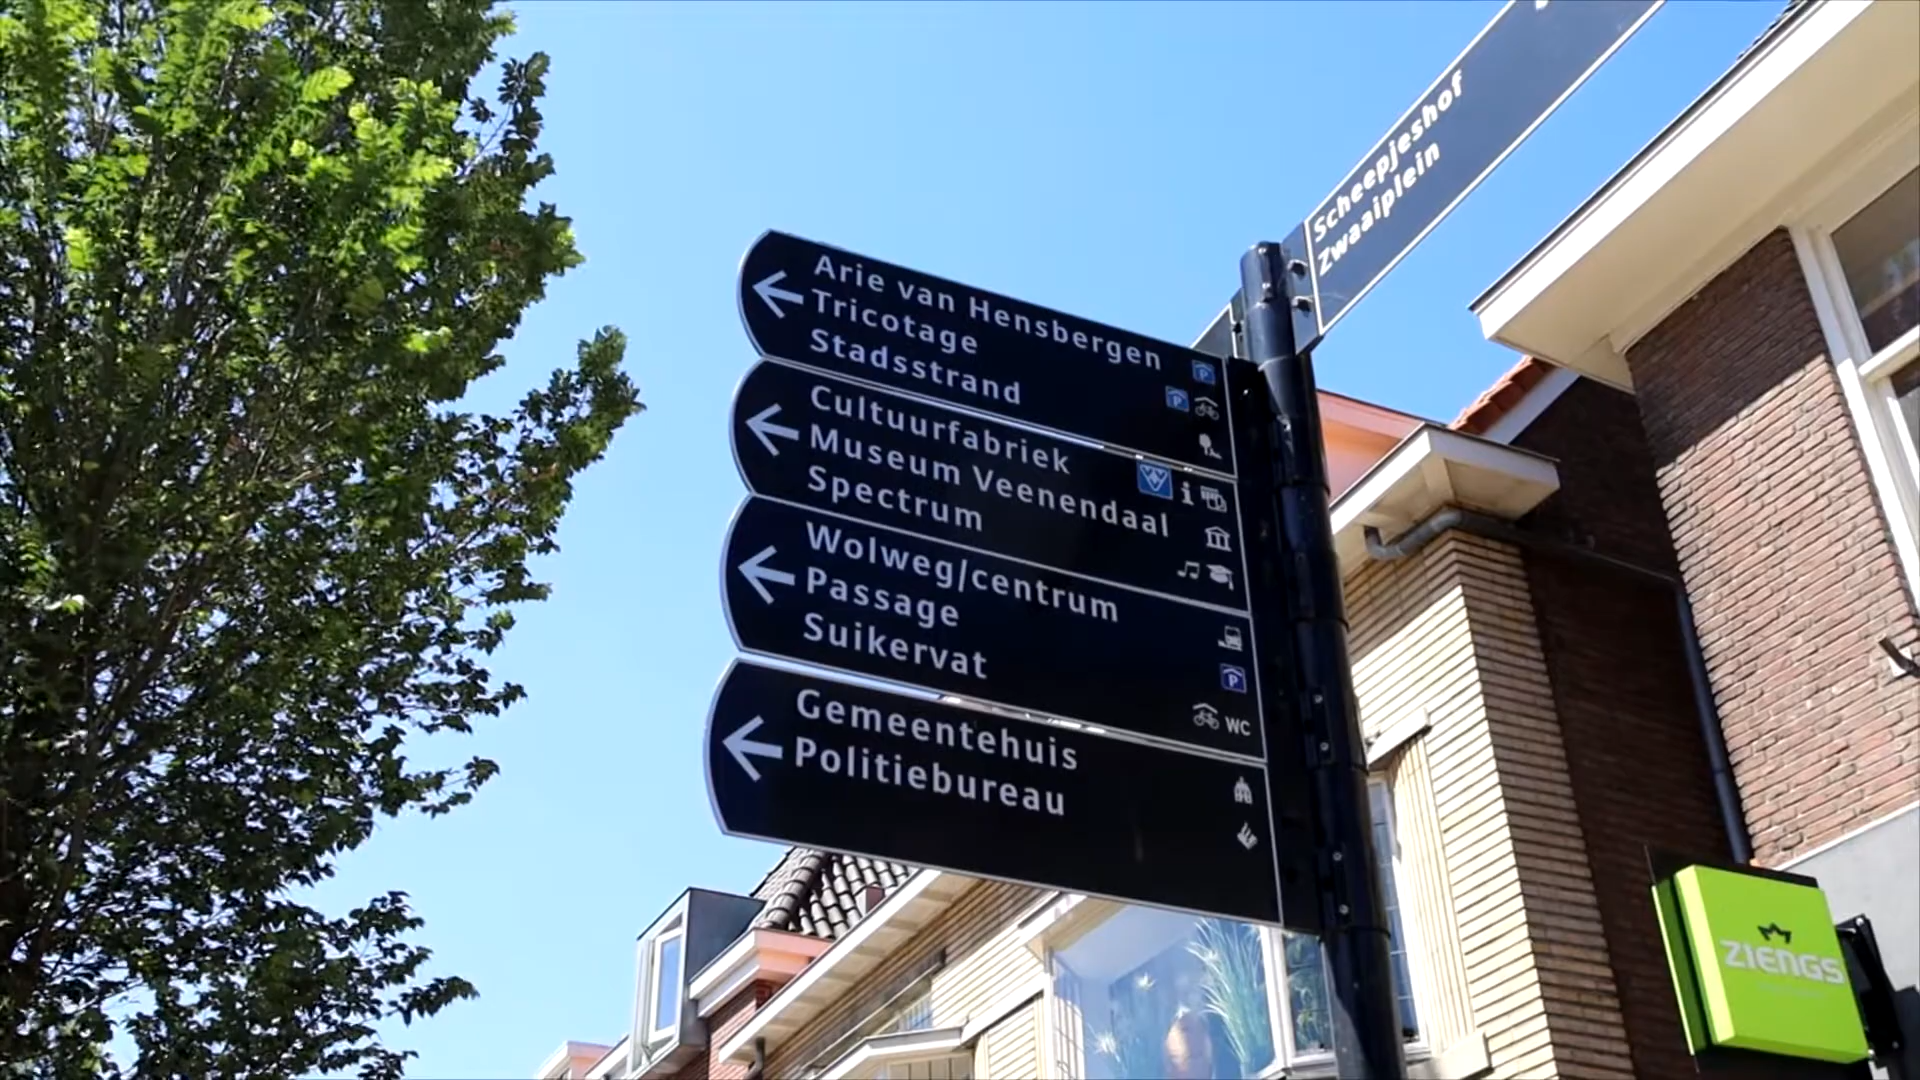 Scheepjeshof
Zwaaiplein
Arie van Hensbergen P
Tricotage P
Stadsstrand
Cultuurfabriek VVV i
Museum Veenendaal
Spectrum
Wolweg/centrum
Passage P
Suikervat WC
Gemeentehuis
Politiebureau
ZIENGS